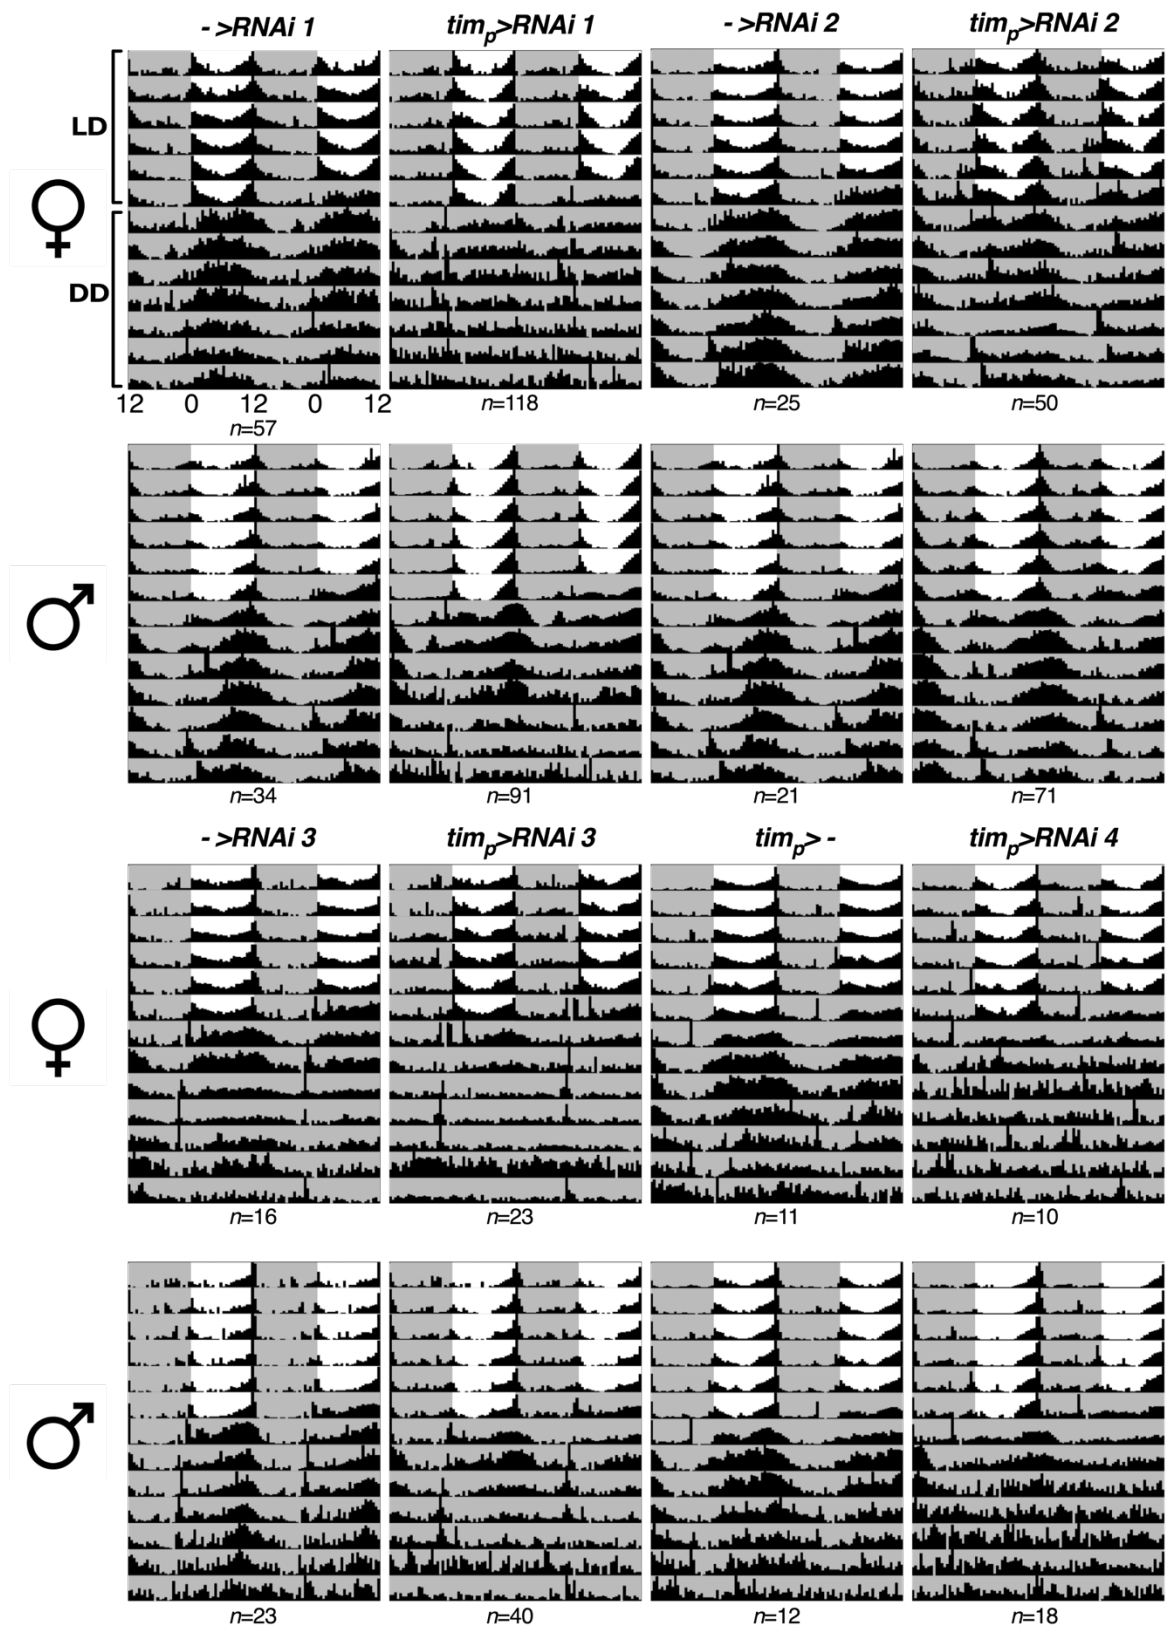 ->RNAi 1 timp>RNAi 1 ->RNAi 2 timp>RNAi 2
LD
♀
DD
12 0 12 0 12
n=57 n=118 n=25 n=50
♂
n=34 n=91 n=21 n=71
->RNAi 3 timp>RNAi 3 timp>- timp>RNAi 4
♀
n=16 n=23 n=11 n=10
♂
n=23 n=40 n=12 n=18